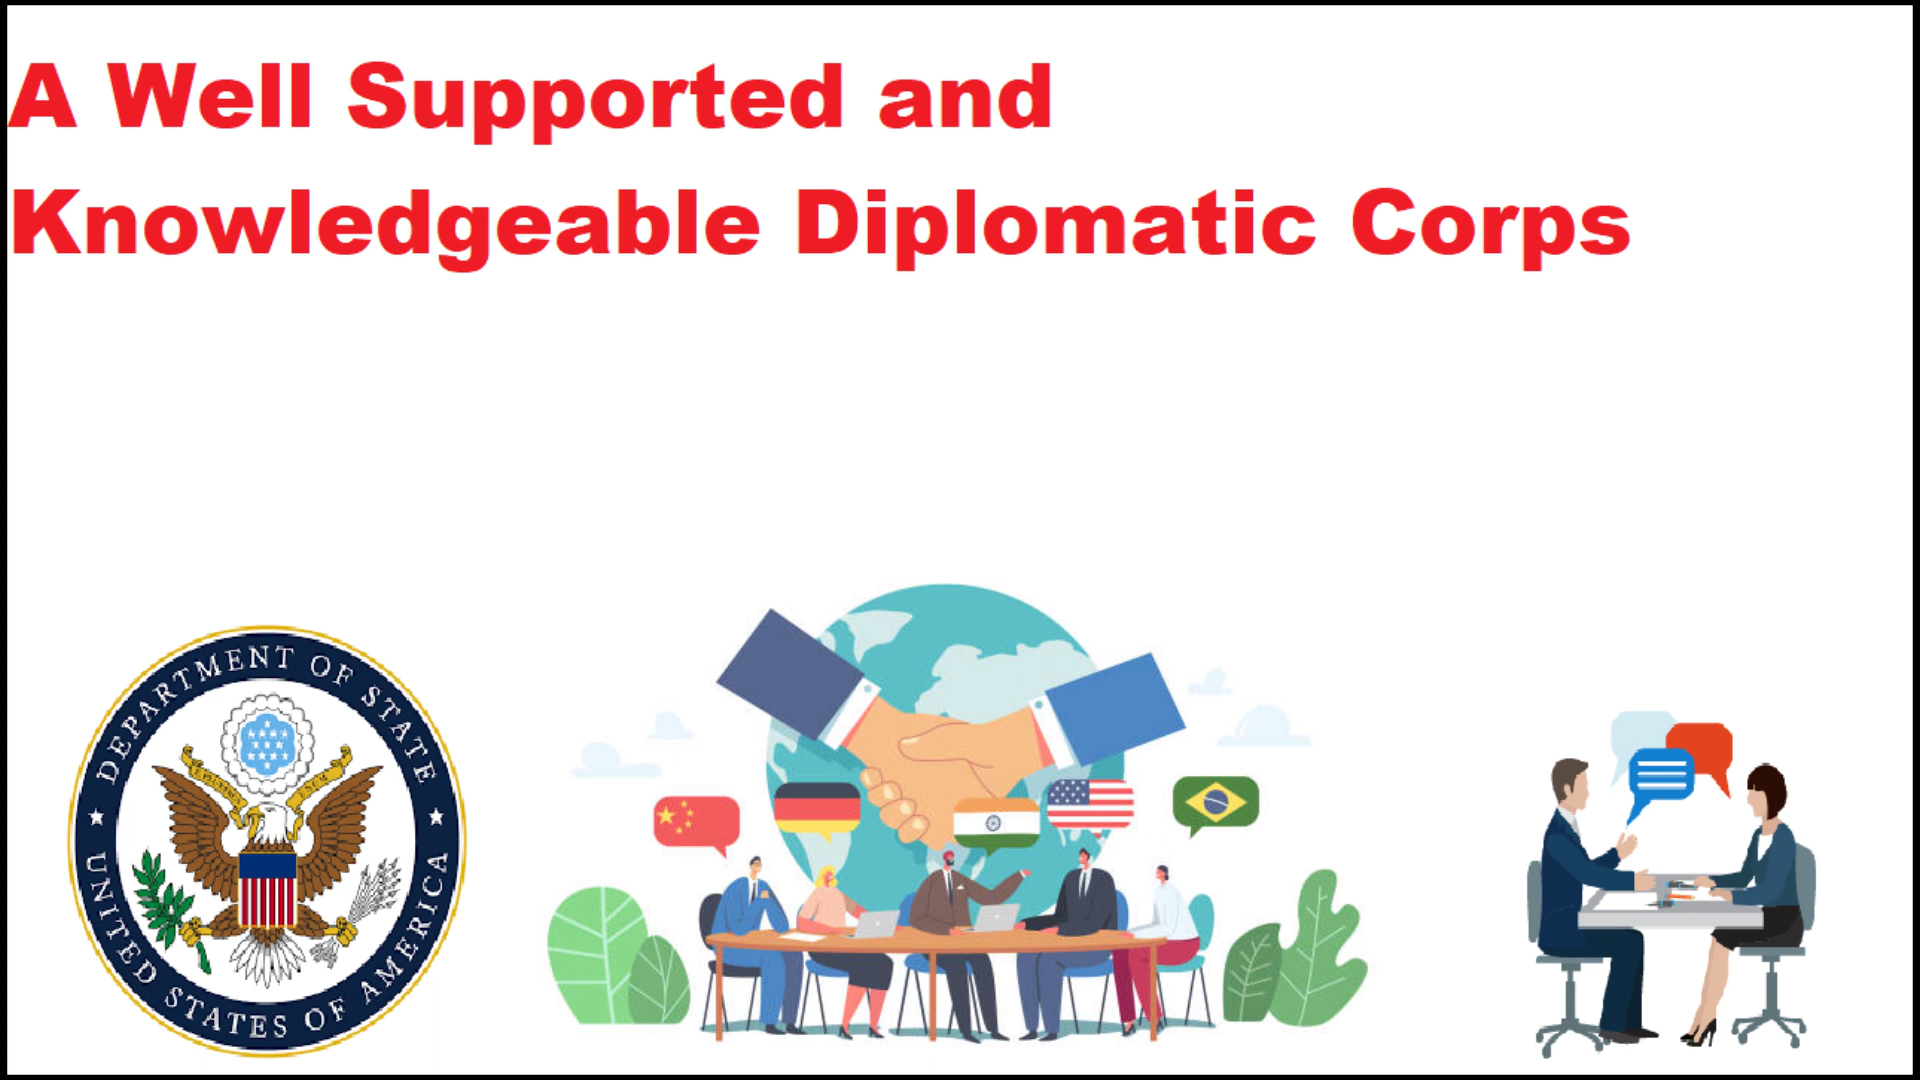 A Well Supported and
Knowledgeable Diplomatic Corps
DEPARTMENT OF STATE
UNITED STATES OF AMERICA